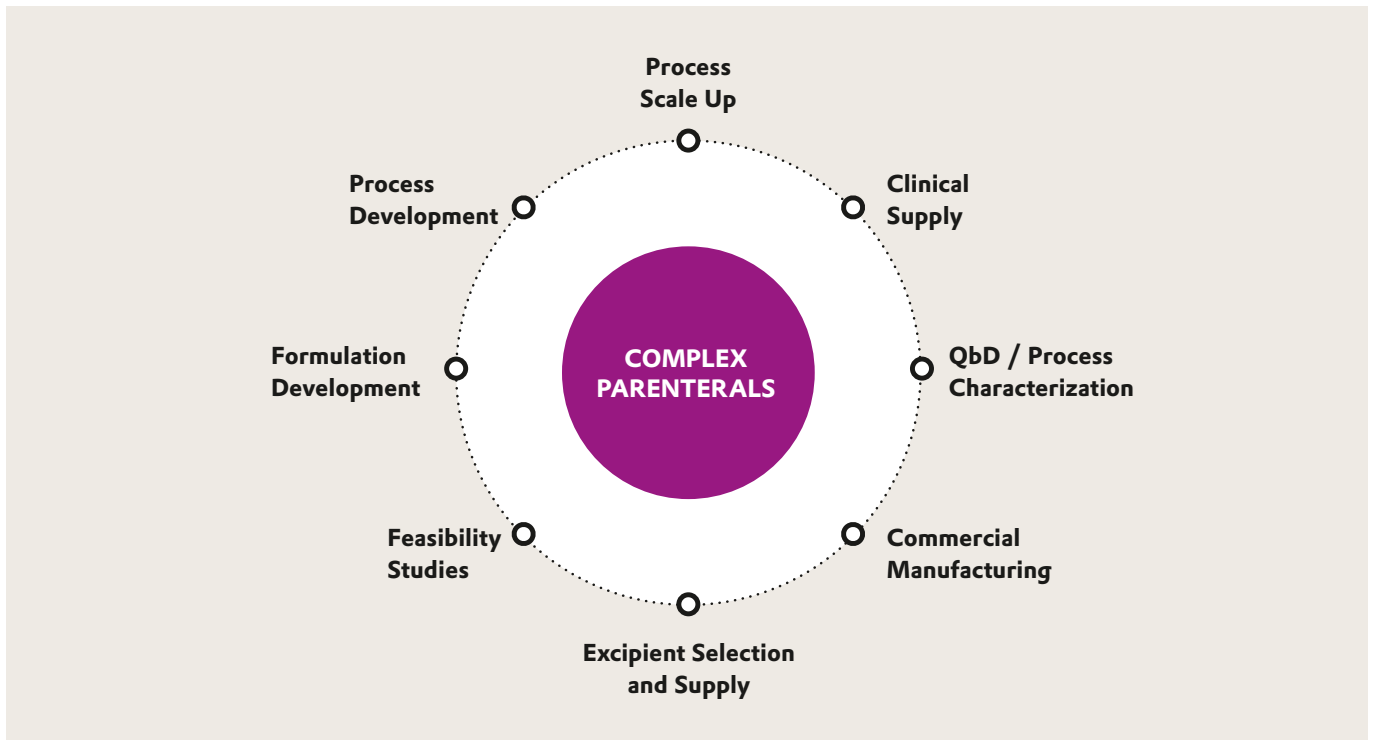 Process
Scale Up
Clinical
Supply
QbD / Process
Characterization
Commercial
Manufacturing
Excipient Selection
and Supply
Feasibility
Studies
Formulation
Development
Process
Development
COMPLEX
PARENTERALS